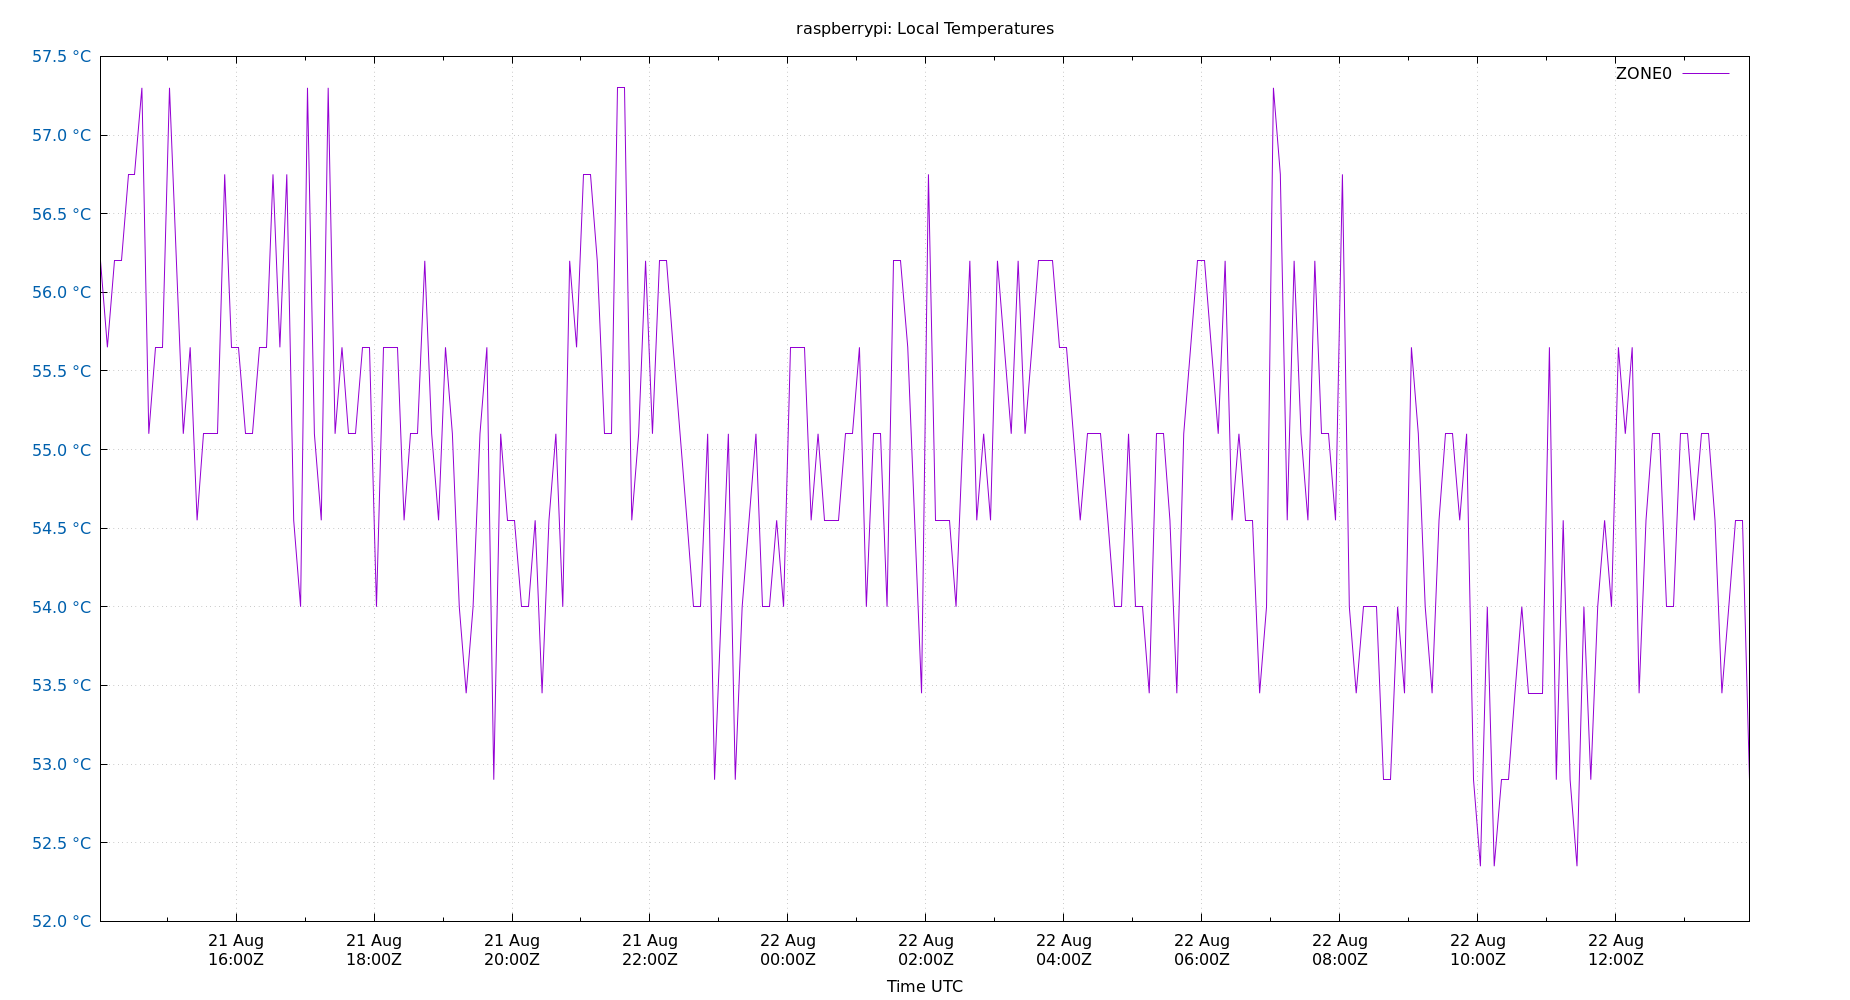 raspberrypi: Local Temperatures
57.5 °C
57.0 °C
56.5 °C
56.0 °C
55.5 °C
55.0 °C
54.5 °C
54.0 °C
53.5 °C
53.0 °C
52.5 °C
52.0 °C
ZONE0
21 Aug
16:00Z
21 Aug
18:00Z
21 Aug
20:00Z
21 Aug
22:00Z
22 Aug
00:00Z
22 Aug
02:00Z
22 Aug
04:00Z
22 Aug
06:00Z
22 Aug
08:00Z
22 Aug
10:00Z
22 Aug
12:00Z
Time UTC